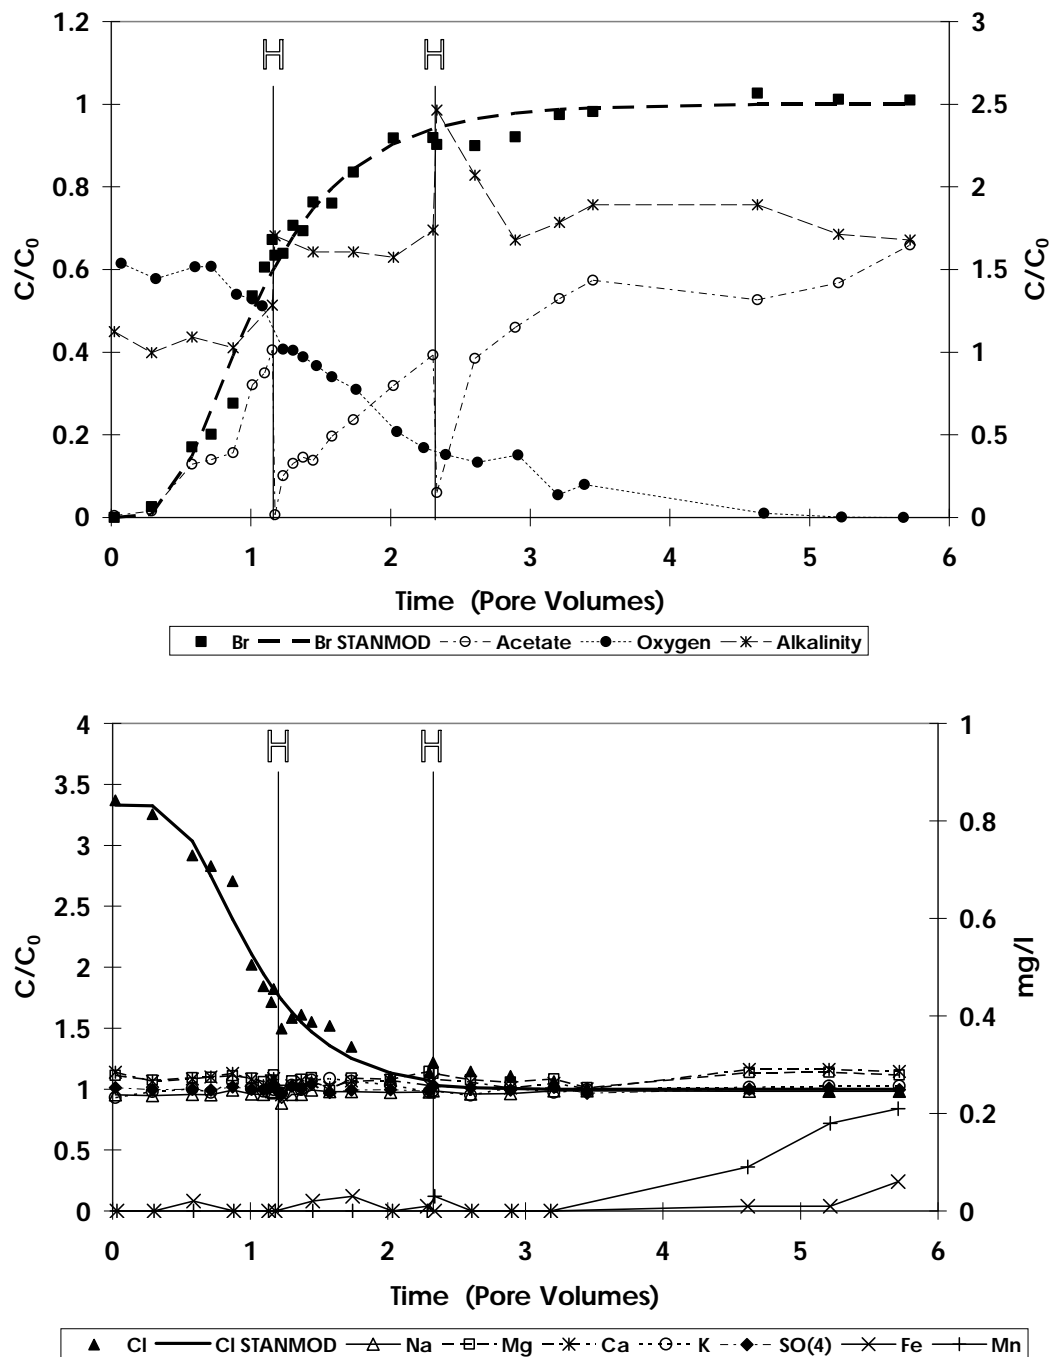 1.2
1
0.8
0.6
0.4
0.2
0
C/C0
H
H
3
2.5
2
1.5
1
0.5
0
C/C0
0 1 2 3 4 5 6
Time (Pore Volumes)
Br Br STANMOD Acetate Oxygen Alkalinity
4
3.5
3
2.5
2
1.5
1
0.5
0
C/C0
H
H
1
0.8
0.6
0.4
0.2
0
mg/l
0 1 2 3 4 5 6
Time (Pore Volumes)
Cl Cl STANMOD Na Mg Ca K SO(4) Fe Mn